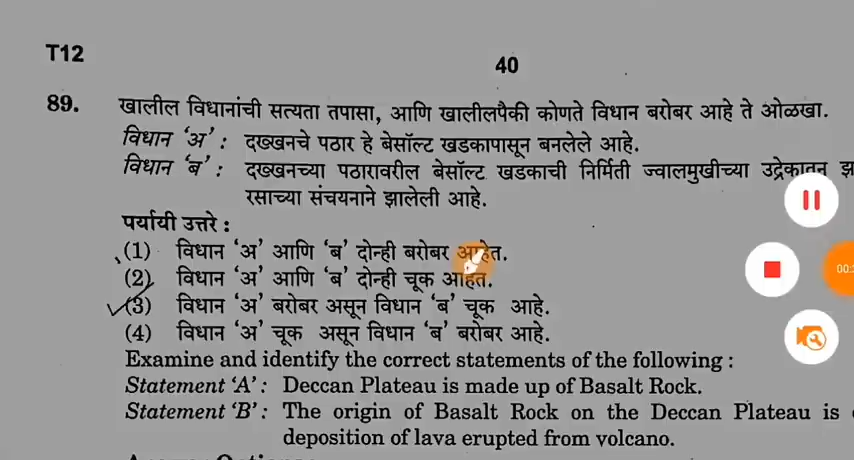 T12
40
89. खालील विधानांची सत्यता तपासा, आणि खालीलपैकी कोणते विधान बरोबर आहे ते ओळखा.
विधान ‘अ’ : दख्खनचे पठार हे बेसॉल्ट खडकापासून बनलेले आहे.
विधान ‘ब’ : दख्खनच्या पठारावरील बेसॉल्ट खडकाची निर्मिती ज्वालामुखीच्या
रसाच्या संचयनाने झालेली आहे.
पर्यायी उत्तरे :
(1) विधान ‘अ’ आणि ‘ब’ दोन्ही बरोबर आहेत.
(2) विधान ‘अ’ आणि ‘ब’ दोन्ही चूक आहेत.
(3) विधान ‘अ’ बरोबर असून विधान ‘ब’ चूक आहे.
(4) विधान ‘अ’ चूक असून विधान ‘ब’ बरोबर आहे.
Examine and identify the correct statements of the following :
Statement ‘A’ : Deccan Plateau is made up of Basalt Rock.
Statement ‘B’ : The origin of Basalt Rock on the Deccan Plateau is
deposition of lava erupted from volcano.